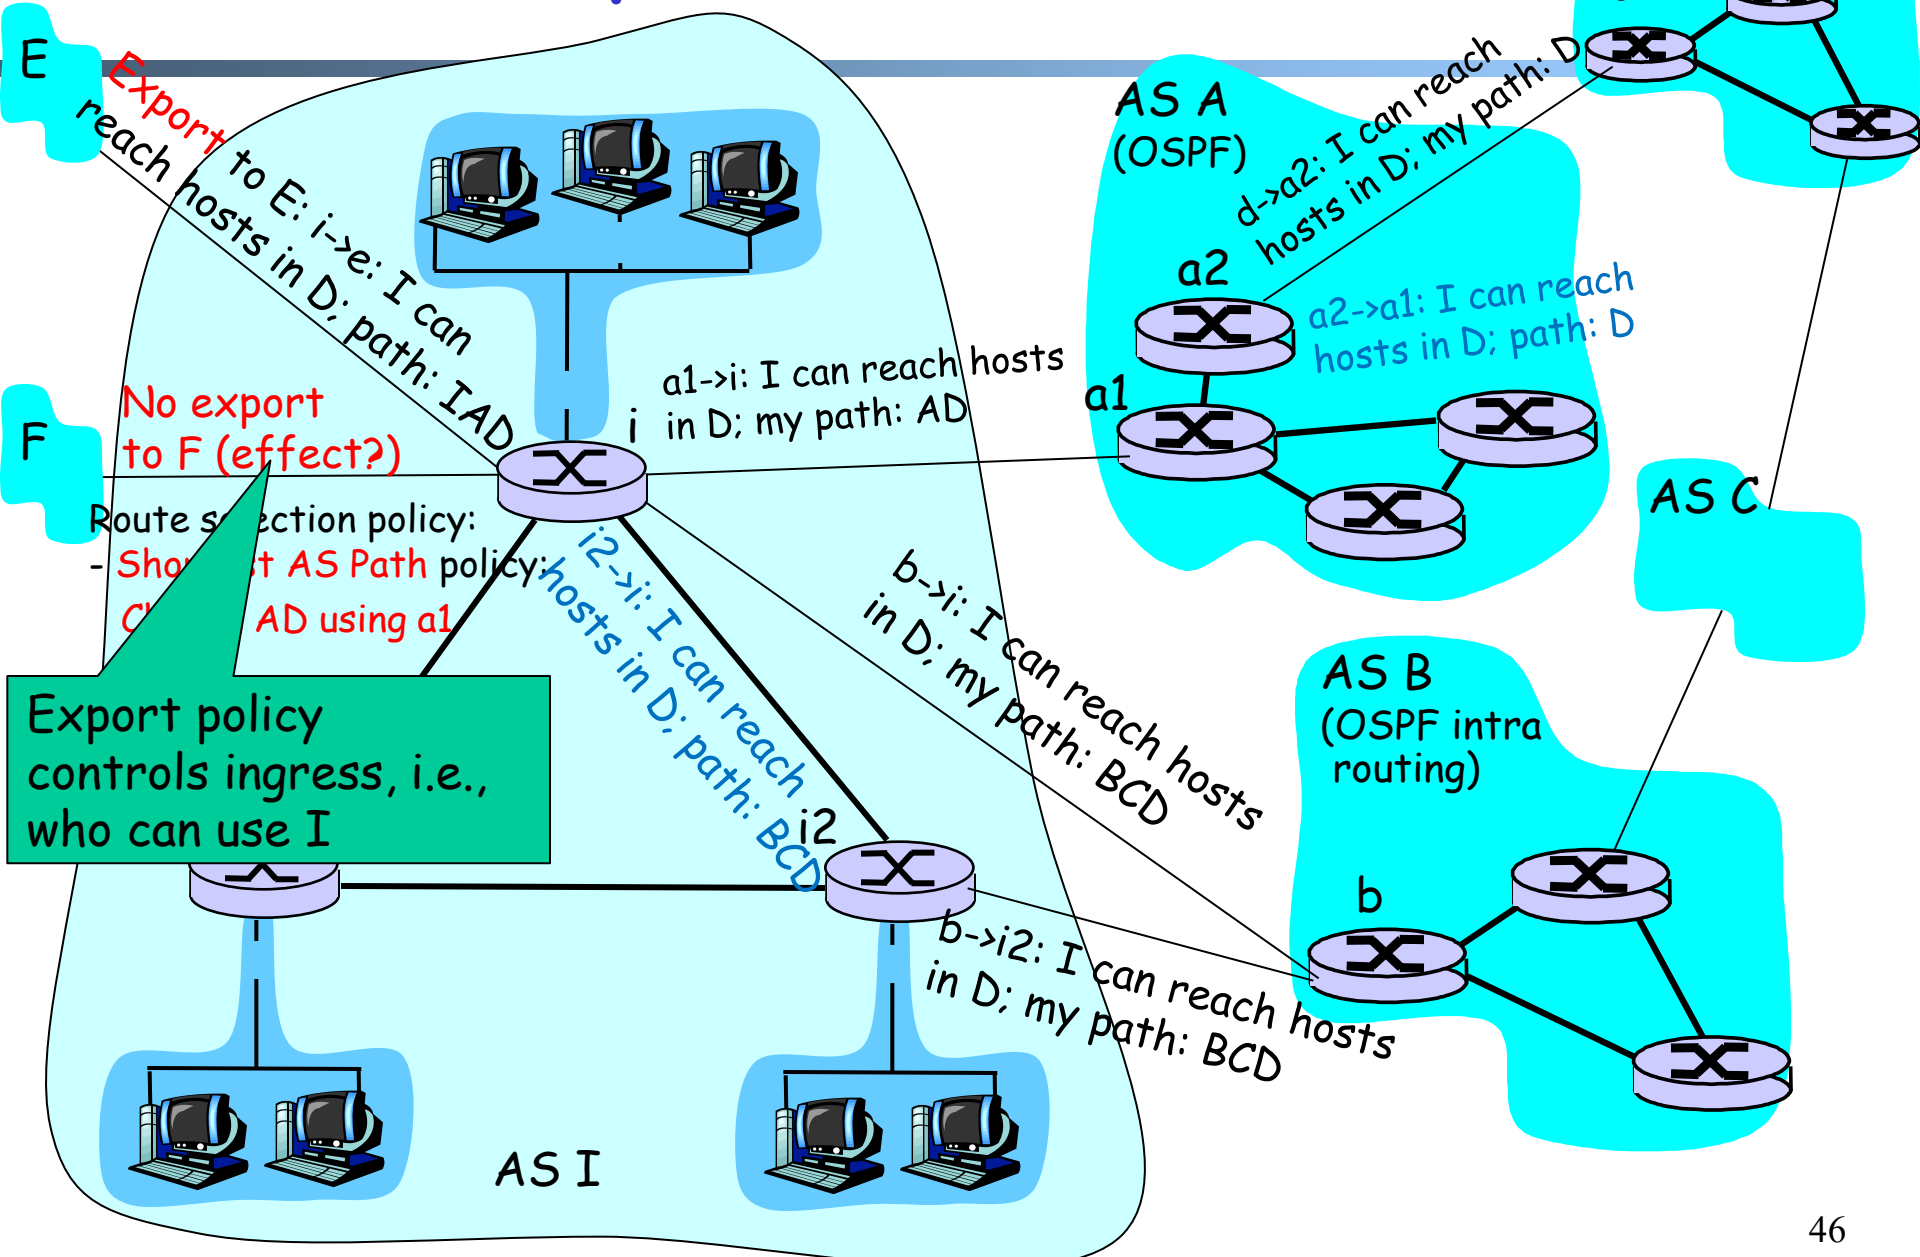 E
Export to E: i->e: I can
reach hosts in D; path: IAD
AS A
(OSPF)
d->a2: I can reach
hosts in D; my path: D
a2
a2->a1: I can reach
hosts in D; path: D
a1
a1->i: I can reach hosts
in D; my path: AD
i
F
No export
to F (effect?)
Route policy:
- AS Path policy:
AD using a1
Export policy
controls ingress, i.e.,
who can use I
i2->i: I can reach
hosts in D; path: BCD
i2
b->i: I can reach hosts
in D; my path: BCD
b->i2: I can reach hosts
in D; my path: BCD
AS C
AS B
(OSPF intra
routing)
b
AS I
46